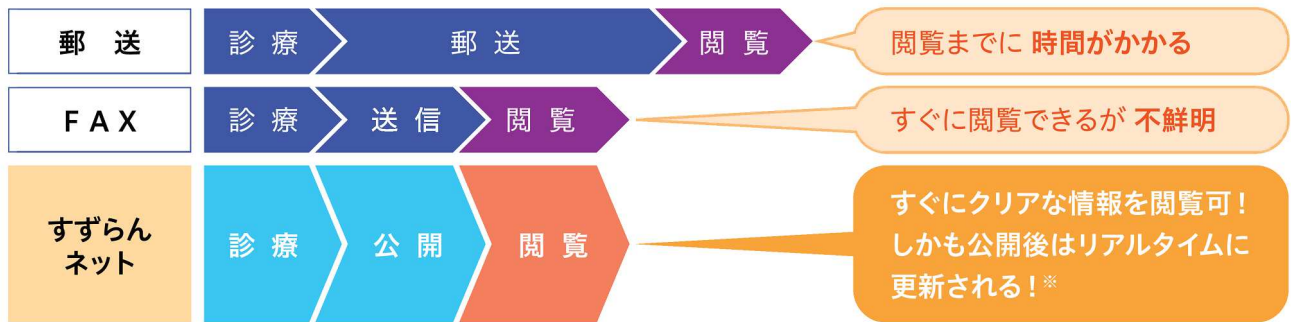 郵送 診療 郵送 閲覧 閲覧までに 時間がかかる
FAX 診療 送信 閲覧 すぐに閲覧できるが 不鮮明
すずらん
ネット
診療 公開 閲覧
すぐにクリアな情報を閲覧可！
しかも公開後はリアルタイムに
更新される！※